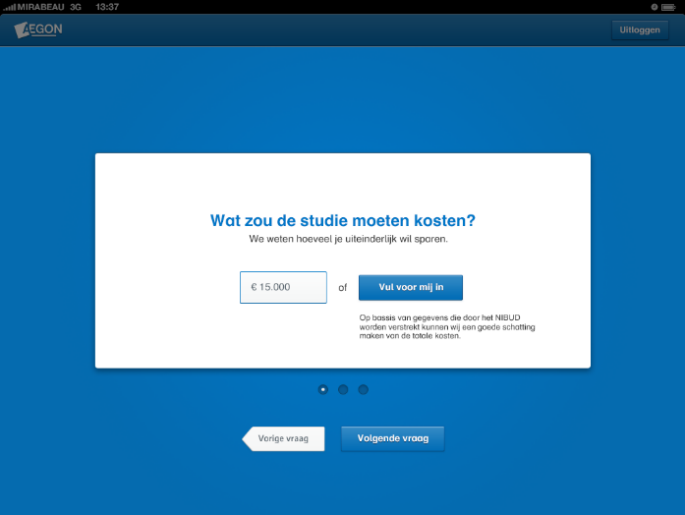 MIRABEAU 3G 13:37
AEGON
Uitloggen
Wat zou de studie moeten kosten?
We weten hoeveel je uiteinderlijk wil sporen.
€ 15.000 of Vul voor mij in
Op bassis van gegevens die door het NIBUD
worden verstrekt kunnen wij een goede schatting
maken van de totale kosten.
Vorige vraag
Volgende vraag